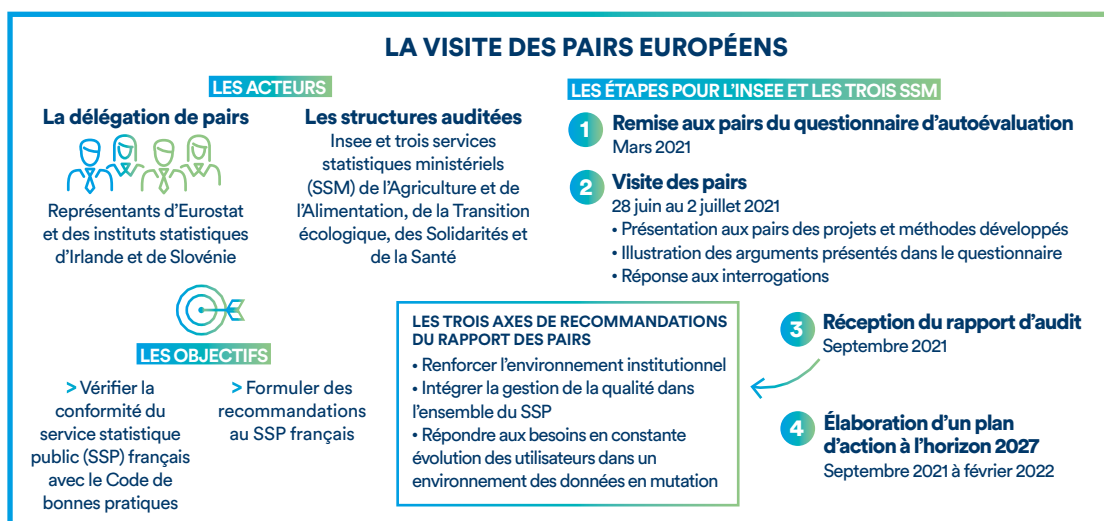 LA VISITE DES PAIRS EUROPÉENS
LES ACTEURS
La délégation de pairs
Représentants d’Eurostat
et des instituts statistiques
d’Irlande et de Slovénie
Les structures auditées
Insee et trois services
statistiques ministériels
(SSM) de l’Agriculture et de
l’Alimentation, de la Transition
écologique, des Solidarités et
de la Santé
LES OBJECTIFS
> Vérifier la
conformité du
service statistique
public (SSP) français
avec le Code de
bonnes pratiques
> Formuler des
recommandations
au SSP français
LES ÉTAPES POUR L’INSEE ET LES TROIS SSM
1 Remise aux pairs du questionnaire d’autoévaluation
Mars 2021
2 Visite des pairs
28 juin au 2 juillet 2021
• Présentation aux pairs des projets et méthodes développés
• Illustration des arguments présentés dans le questionnaire
• Réponse aux interrogations
3 Réception du rapport d’audit
Septembre 2021
LES TROIS AXES DE RECOMMANDATIONS
DU RAPPORT DES PAIRS
• Renforcer l’environnement institutionnel
• Intégrer la gestion de la qualité dans
l’ensemble du SSP
• Répondre aux besoins en constante
évolution des utilisateurs dans un
environnement des données en mutation
4 Élaboration d’un plan
d’action à l’horizon 2027
Septembre 2021 à février 2022